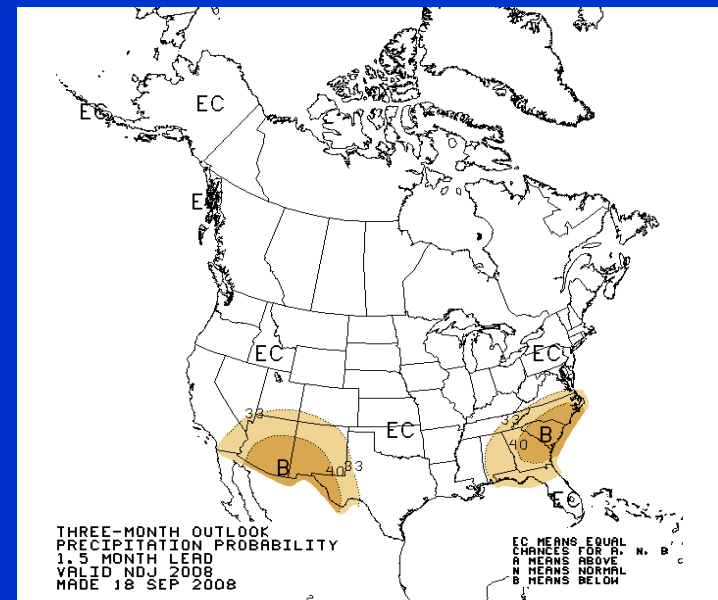 EC
EC
E
EC
EC
33
33
EC
B
40
B
40
33
E
THREE-MONTH OUTLOOK
PRECIPITATION PROBABILITY
1.5 MONTH LEAD
VALID NDJ 2008
MADE 18 SEP 2008
EC MEANS EQUAL
CHANCES FOR A, N, B
A MEANS ABOVE
N MEANS NORMAL
B MEANS BELOW